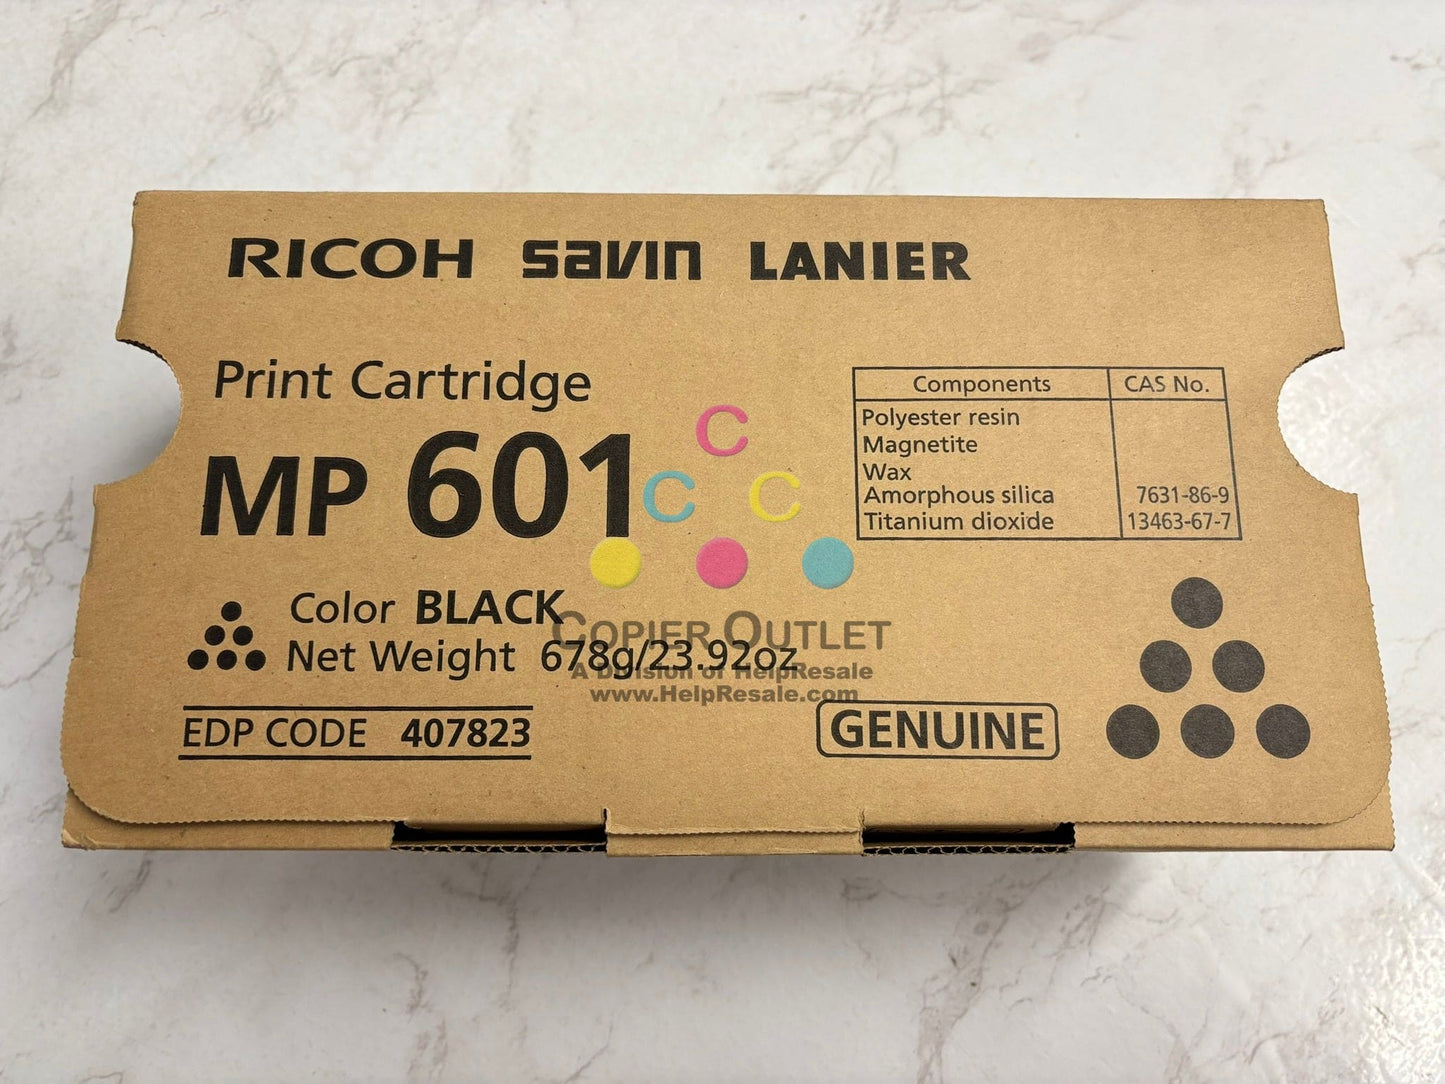 RICOH savin LANIER
Print Cartridge
MP 601
Color BLACK
Net Weight 678g/23.92oz
EDP CODE 407823
Components CAS No.
Polyester resin
Magnetite
Wax
Amorphous silica 7631-86-9
Titanium dioxide 13463-67-7
GENUINE
C
C C
COPIER OUTLET
A Division of HelpResale
www.HelpResale.com